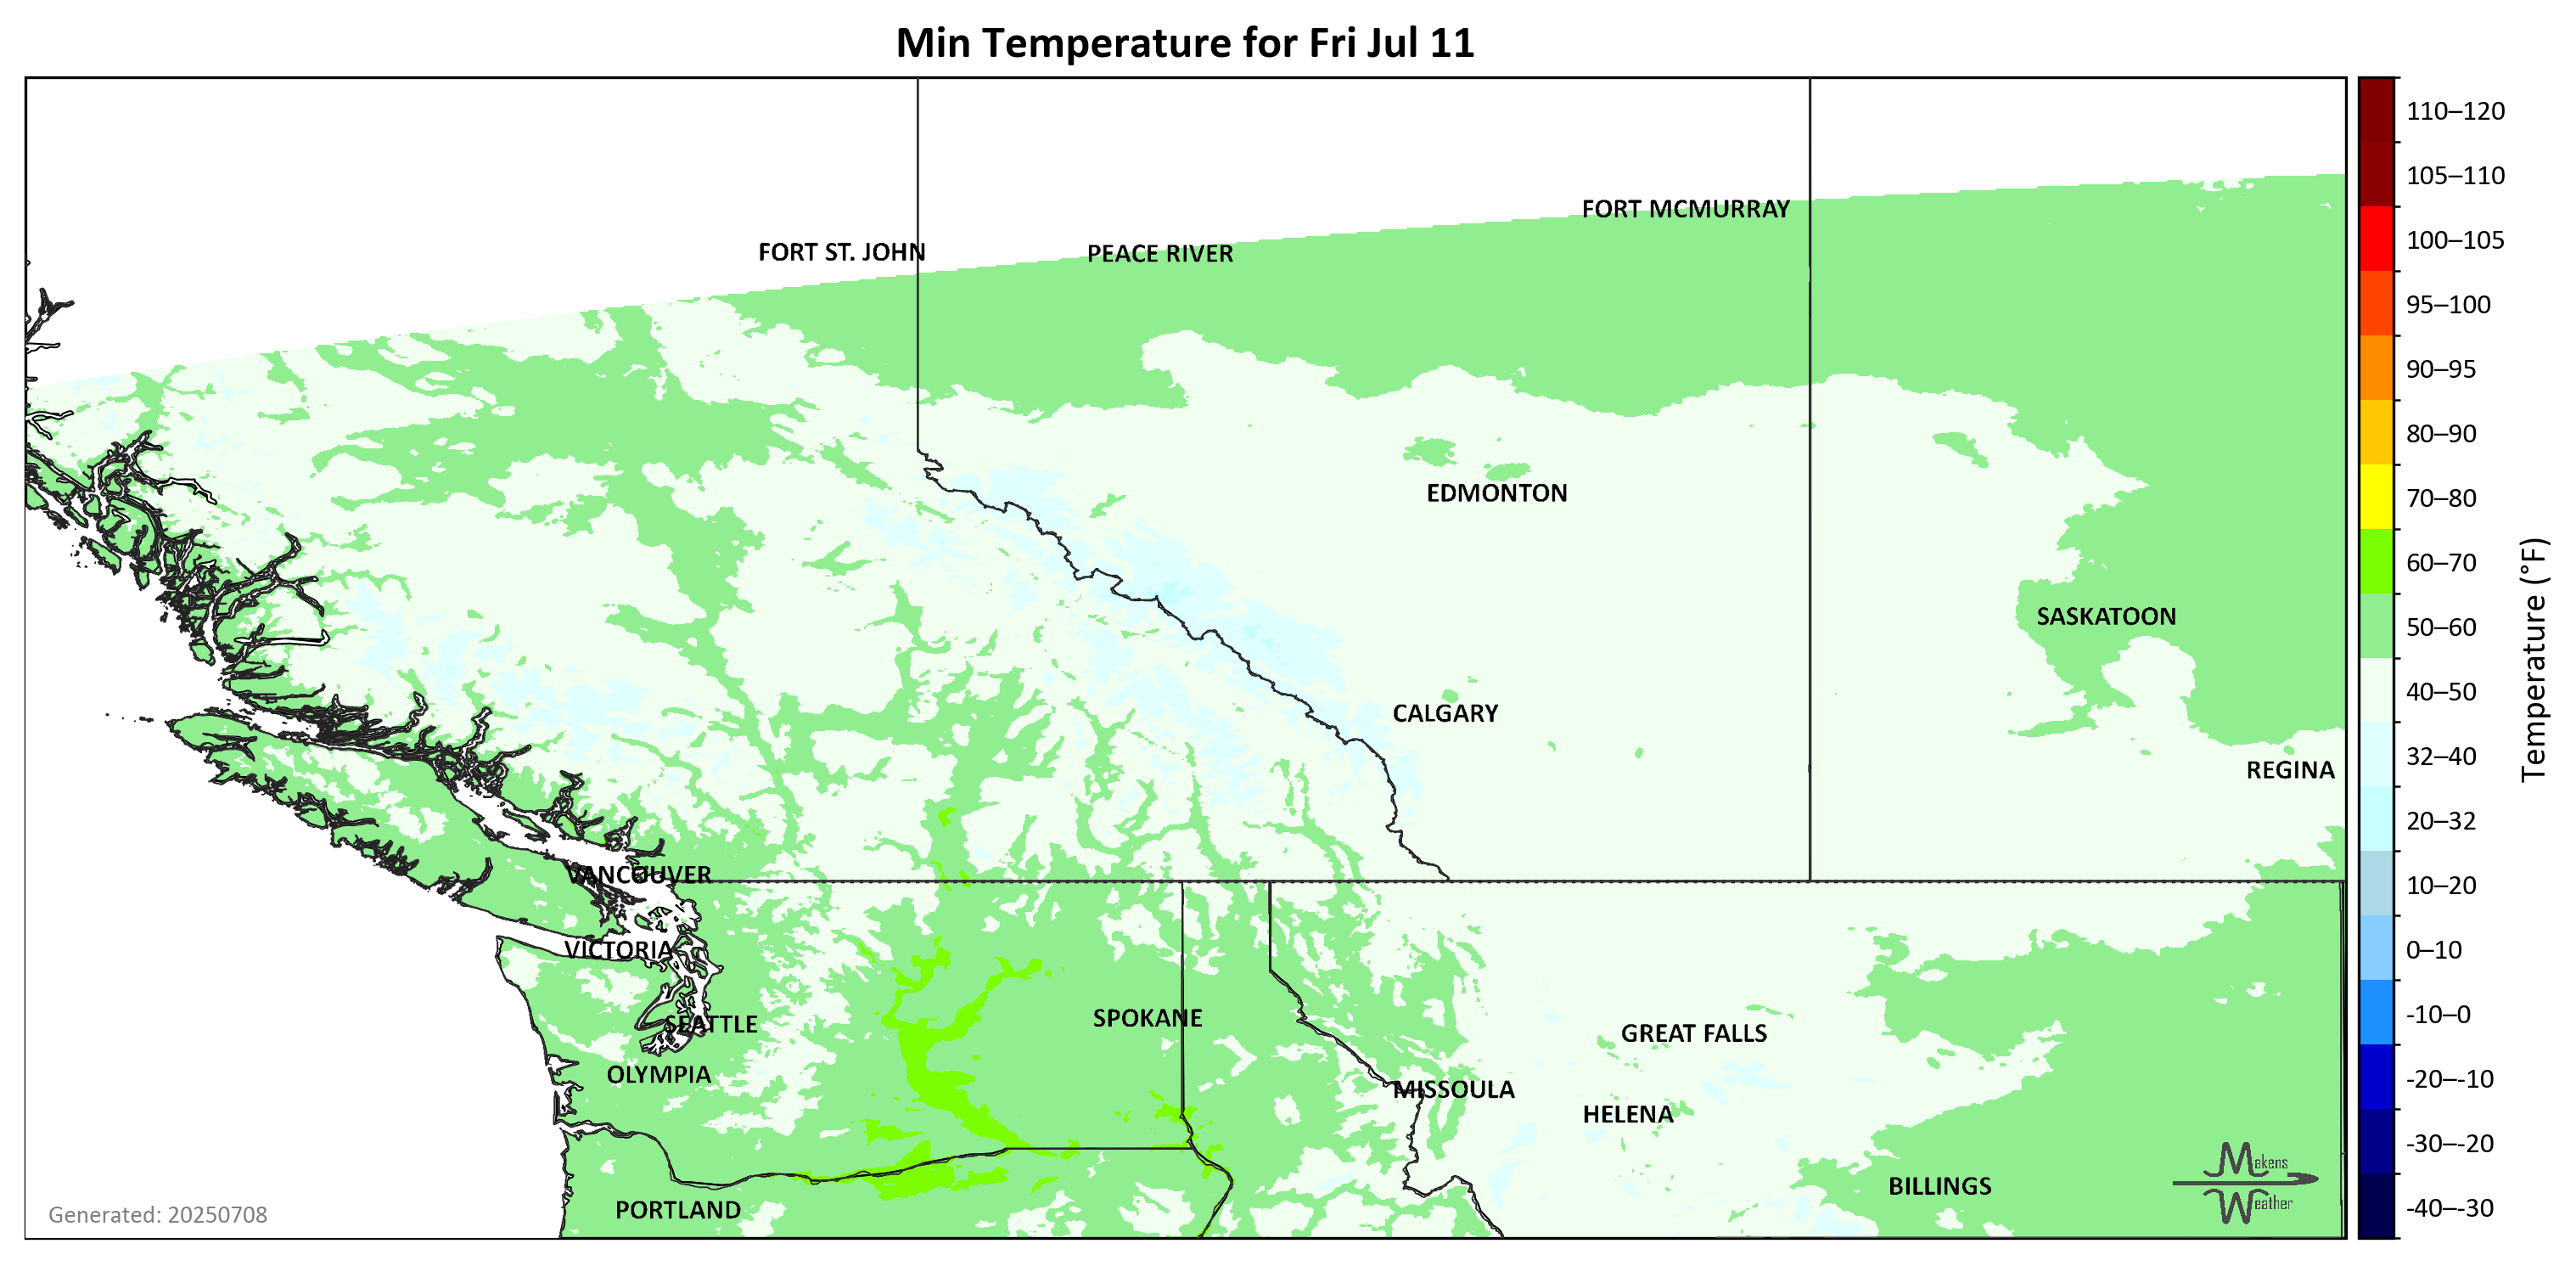 Min Temperature for Fri Jul 11
FORT MCMURRAY
FORT ST. JOHN
PEACE RIVER
EDMONTON
SASKATOON
CALGARY
REGINA
VANCOUVER
VICTORIA
SPOKANE
SEATTLE
GREAT FALLS
OLYMPIA
MISSOULA
HELENA
BILLINGS
PORTLAND
Makens
Weather
Generated: 20250708
110–120
105–110
100–105
95–100
90–95
80–90
70–80
60–70
50–60
40–50
32–40
20–32
10–20
0–10
-10–0
-20–-10
-30–-20
-40–-30
Temperature (°F)